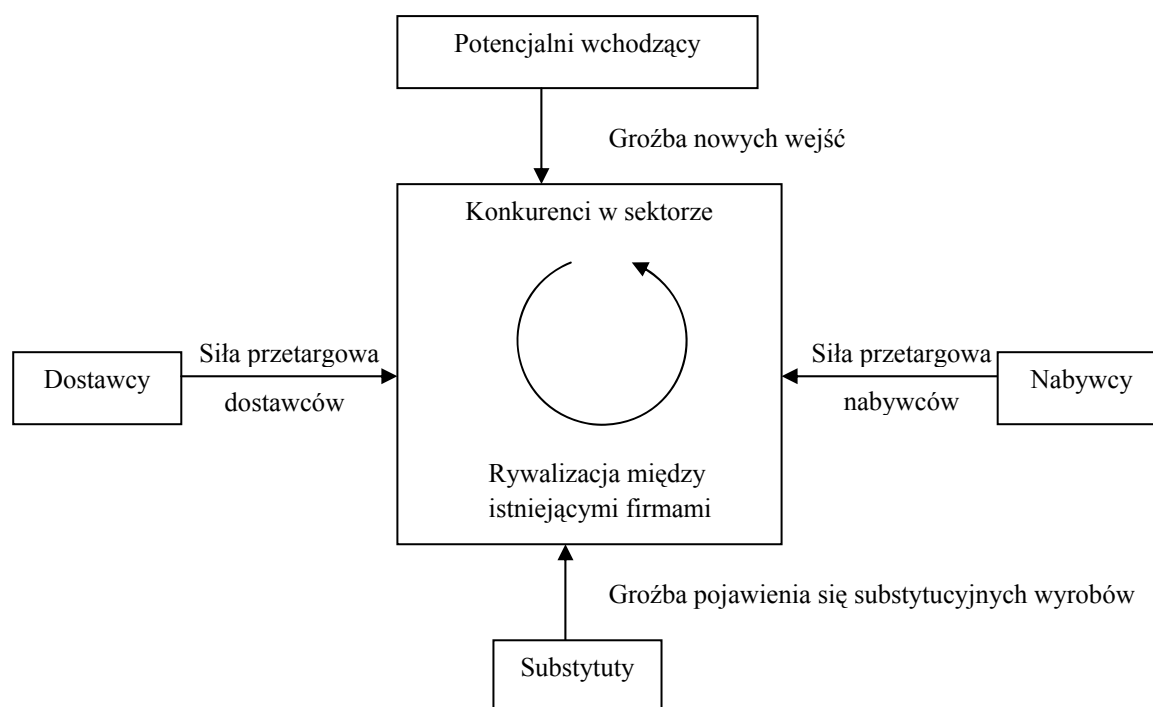 Potencjalni wchodzący
Groźba nowych wejść
Konkurenci w sektorze
Siła przetargowa
dostawców
Dostawcy
Siła przetargowa
nabywców
Nabywcy
Rywalizacja między
istniejącymi firmami
Groźba pojawienia się substytucyjnych wyrobów
Substytuty